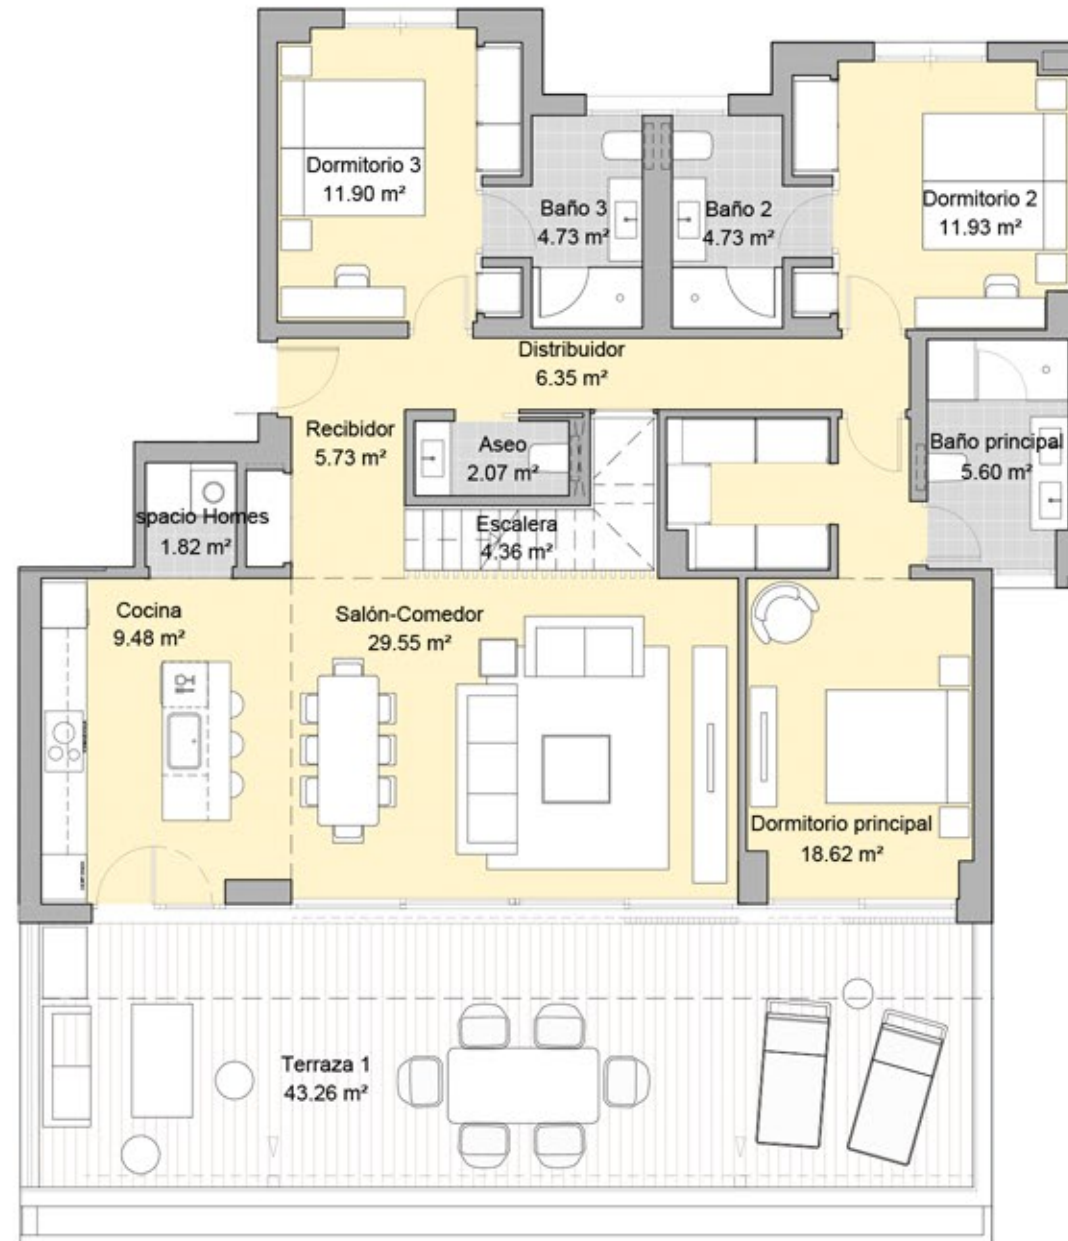 Dormitorio 3
11.90 m²
Baño 3
4.73 m²
Baño 2
4.73 m²
Dormitorio 2
11.93 m²
Distribuidor
6.35 m²
Recibidor
5.73 m²
Aseo
2.07 m²
Baño principal
5.60 m²
spacio Homes
1.82 m²
Escalera
4.36 m²
Cocina
9.48 m²
Salón-Comedor
29.55 m²
Dormitorio principal
18.62 m²
Terraza 1
43.26 m²